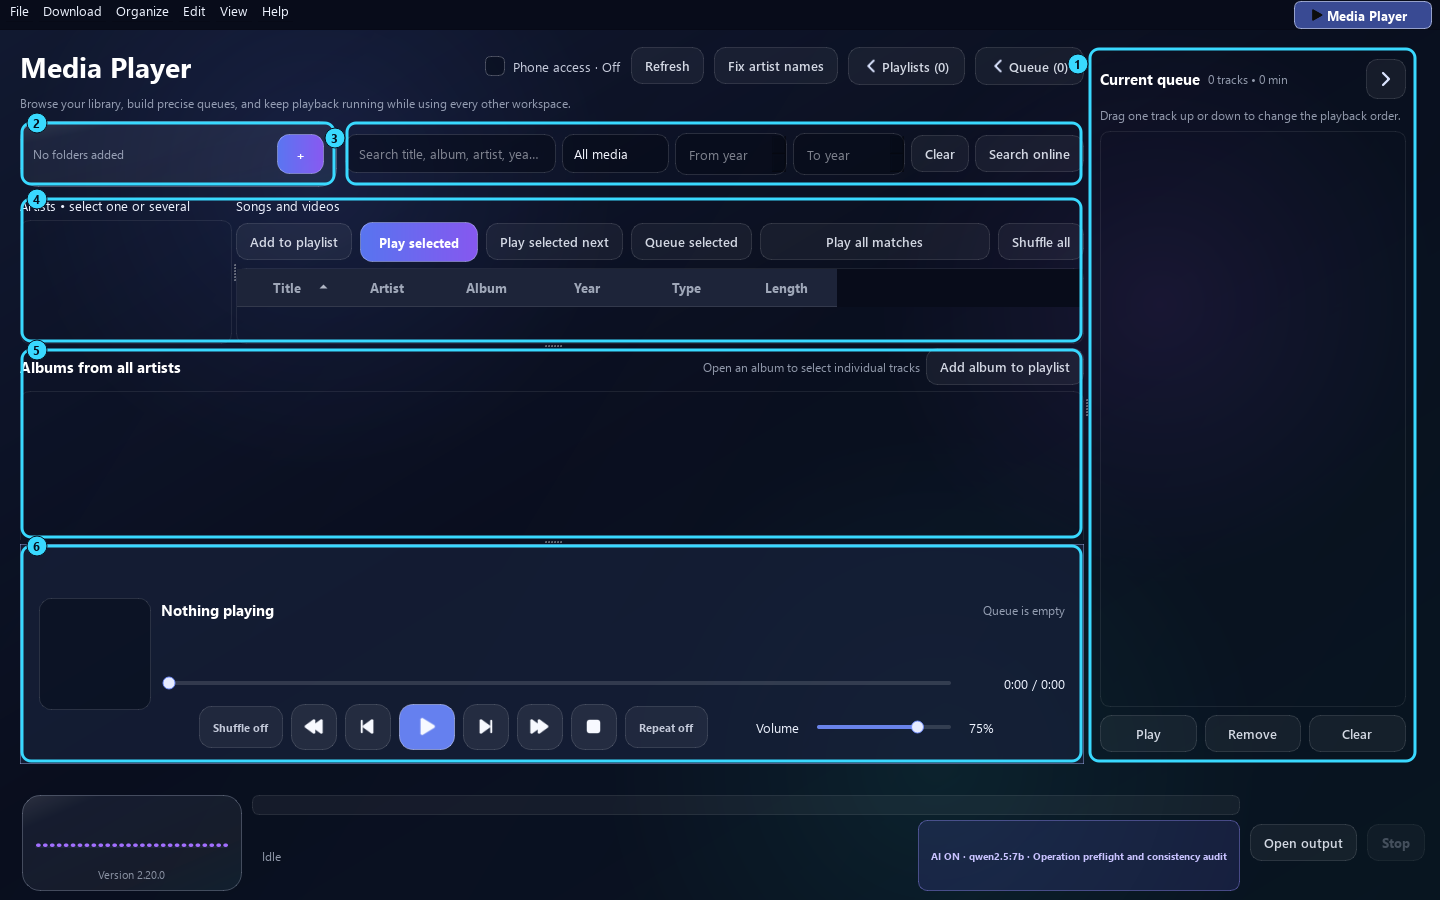 File Download Organize Edit View Help
▶ Media Player
Media Player
Phone access · Off Refresh Fix artist names Playlists (0) Queue (0) 1
Browse your library, build precise queues, and keep playback running while using every other workspace.
Current queue 0 tracks • 0 min
Drag one track up or down to change the playback order.
2
No folders added +
3
Search title, album, artist, yea... All media From year To year Clear Search online
4
Artists • select one or several Songs and videos
Add to playlist Play selected Play selected next Queue selected Play all matches Shuffle all
Title Artist Album Year Type Length
5
Albums from all artists Open an album to select individual tracks Add album to playlist
6
Nothing playing Queue is empty
0:00 / 0:00
Shuffle off Repeat off Volume 75%
Play Remove Clear
Idle
AI ON · qwen2.5:7b · Operation preflight and consistency audit
Open output Stop
Version 2.20.0